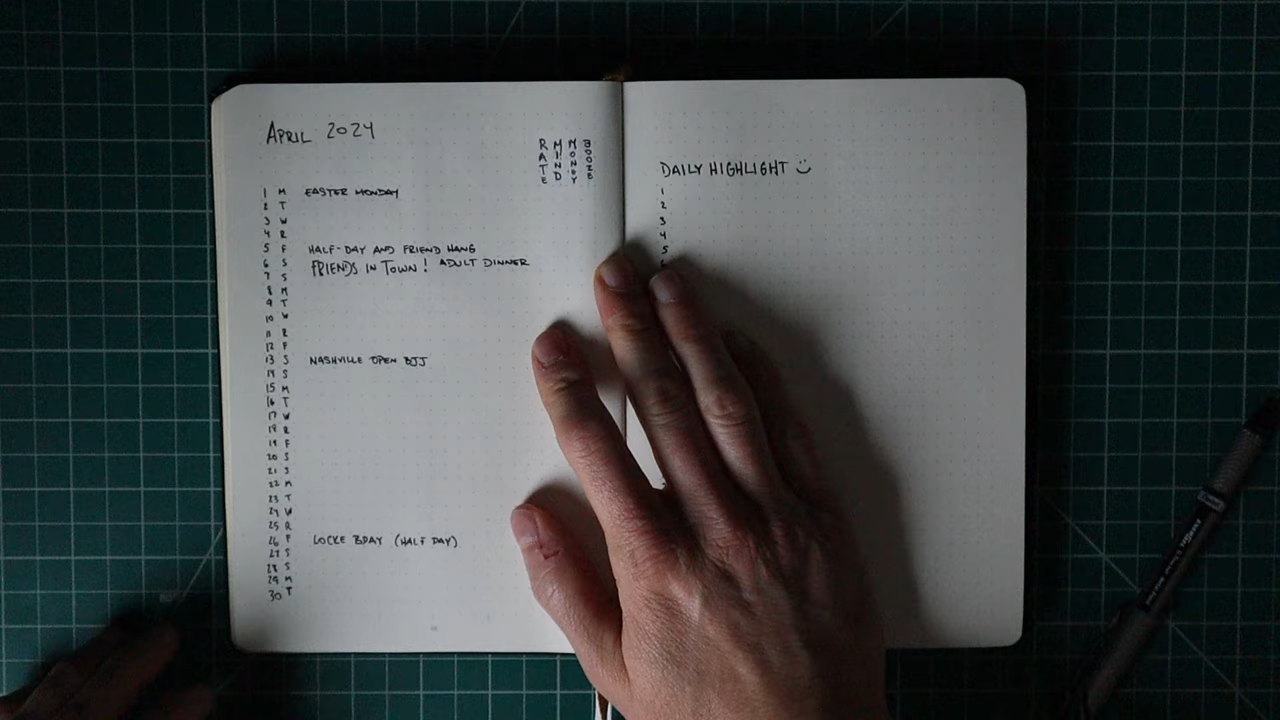 APRIL 2024
RATE MIND MONEY BOOZE
1 M EASTER MONDAY
2 T
3 W
4 R
5 F HALF-DAY AND FRIEND HANG
6 S FRIENDS IN TOWN! ADULT DINNER
7 S
8 M
9 T
10 W
11 R
12 F
13 S NASHVILLE OPEN BJJ
14 S
15 M
16 T
17 W
18 R
19 F
20 S
21 S
22 M
23 T
24 W
25 R
26 F LOCKE BDAY (HALF DAY)
27 S
28 S
29 M
30 T
DAILY HIGHLIGHT :)
1
2
3
4
5